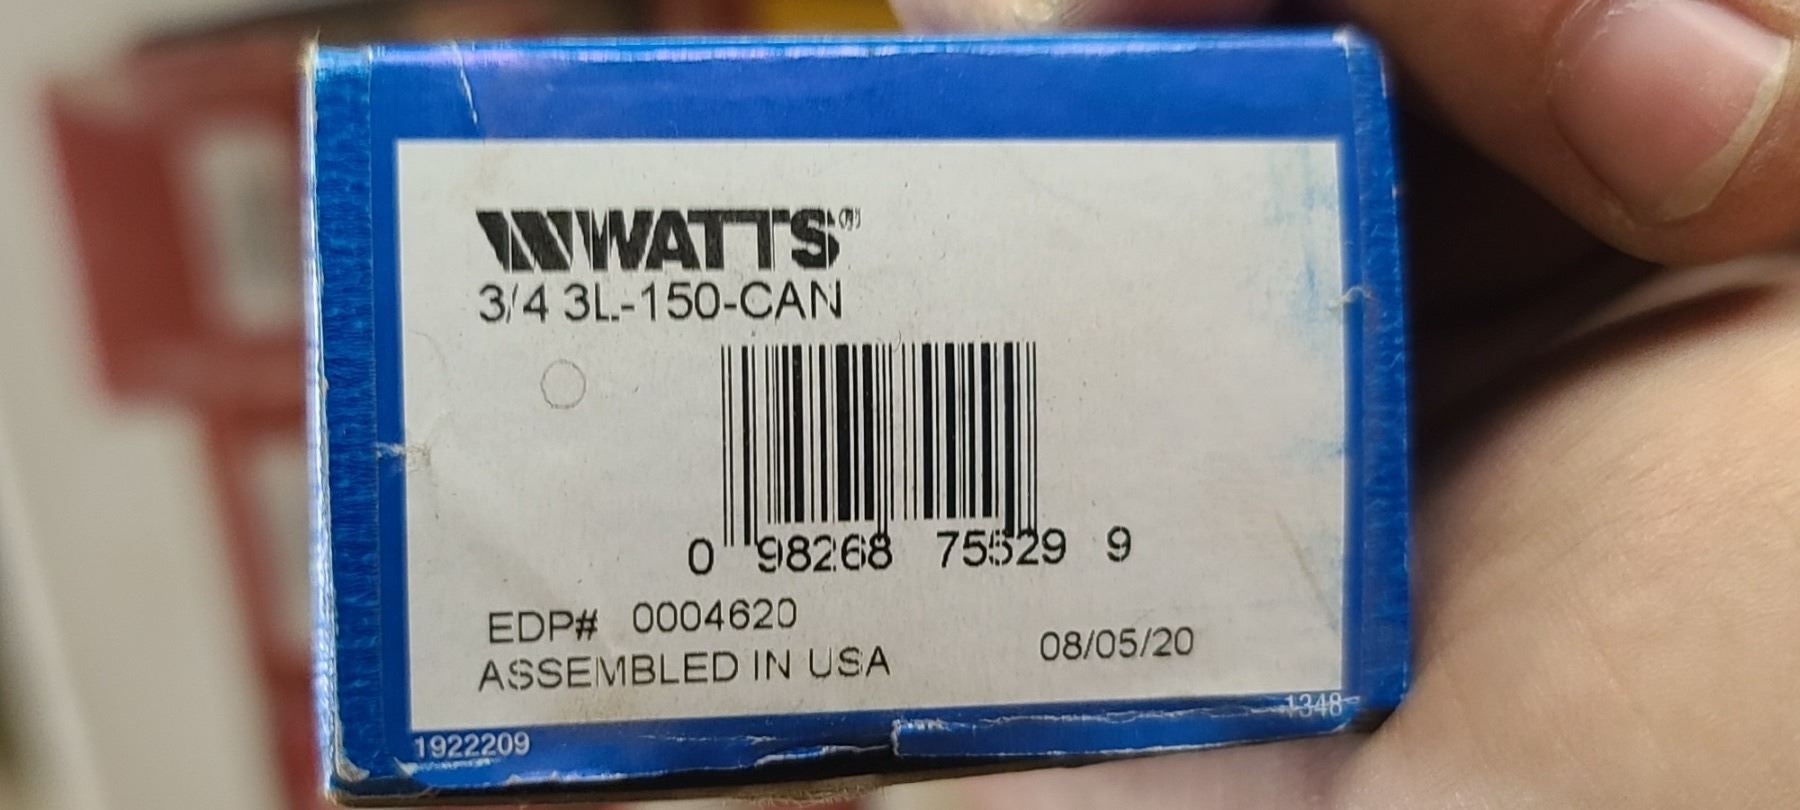 WATTS®
3/4 3L-150-CAN
0 98268 75529 9
EDP# 0004620
ASSEMBLED IN USA
08/05/20
1348
1922209